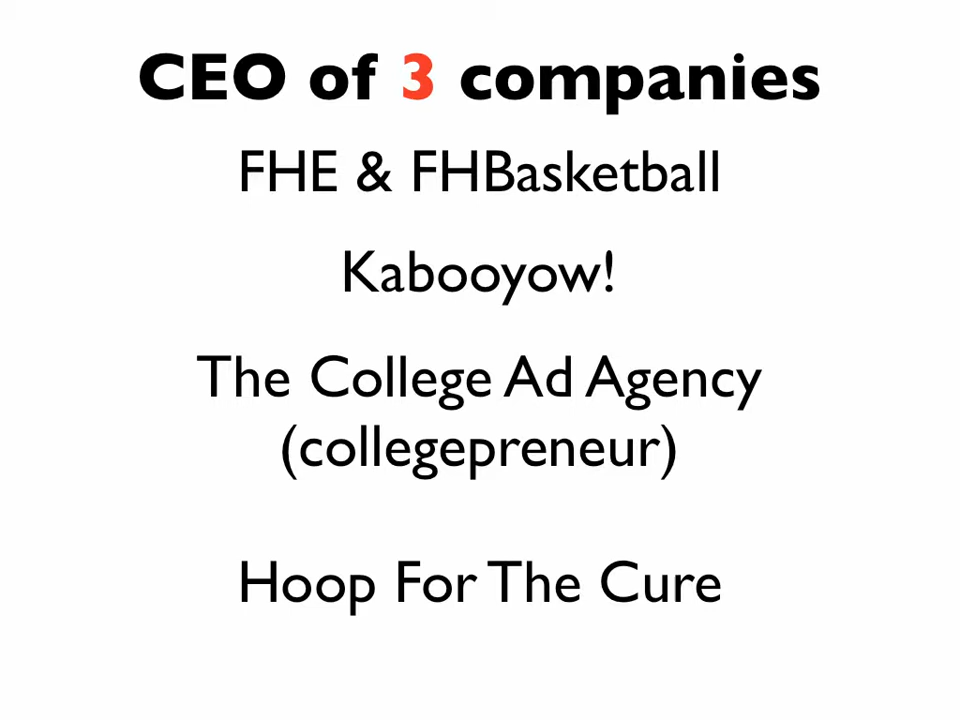 CEO of 3 companies
FHE & FHBasketball
Kabooyow!
The College Ad Agency
(collegepreneur)
Hoop For The Cure